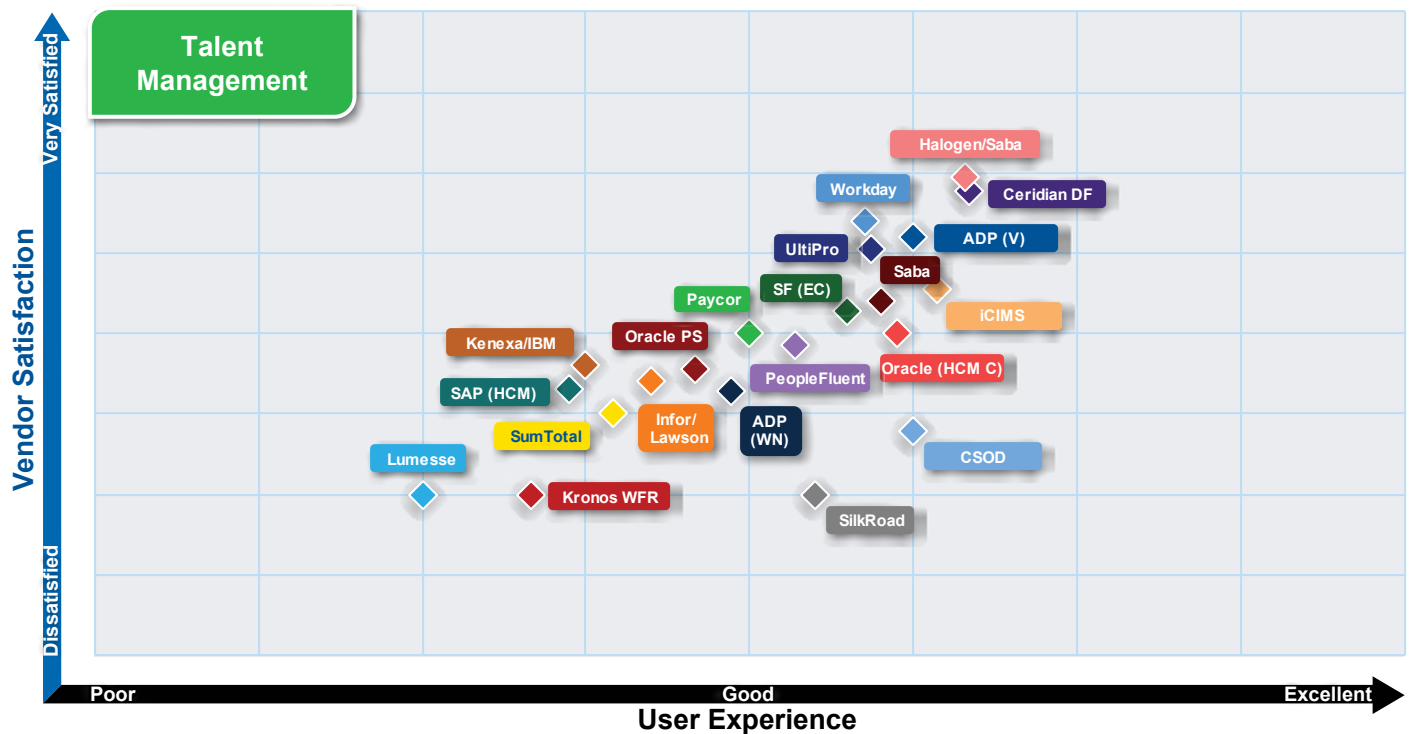 Talent
Management
Very Satisfied
Vendor Satisfaction
Dissatisfied
Halogen/Saba
Workday
Ceridian DF
UltiPro
ADP (V)
Saba
SF (EC)
Paycor
iCIMS
Oracle PS
Kenexa/IBM
Oracle (HCM C)
PeopleFluent
SAP (HCM)
Infor/
Lawson
ADP
(WN)
SumTotal
CSOD
Lumesse
Kronos WFR
SilkRoad
Poor
Good
Excellent
User Experience